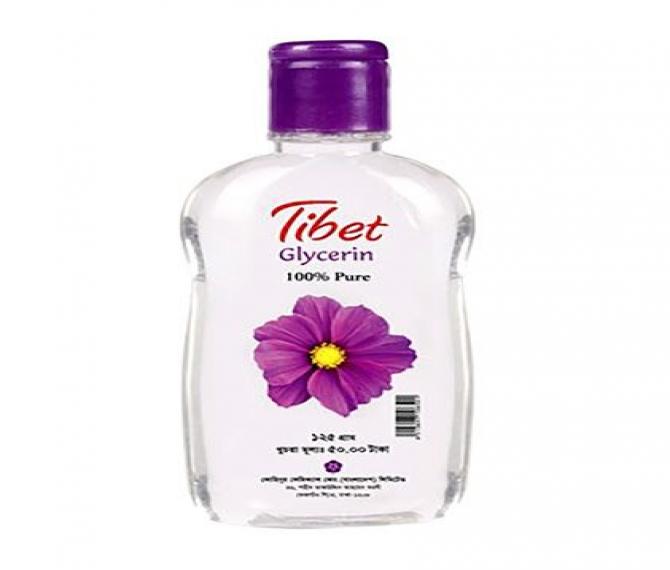 Tibet
Glycerin
100% Pure
১২৫ গ্রাম
খুচরা মূল্যঃ ৫০.০০ টাকা
কোহিনূর কেমিক্যাল কোং (বাংলাদেশ) লিমিটেড